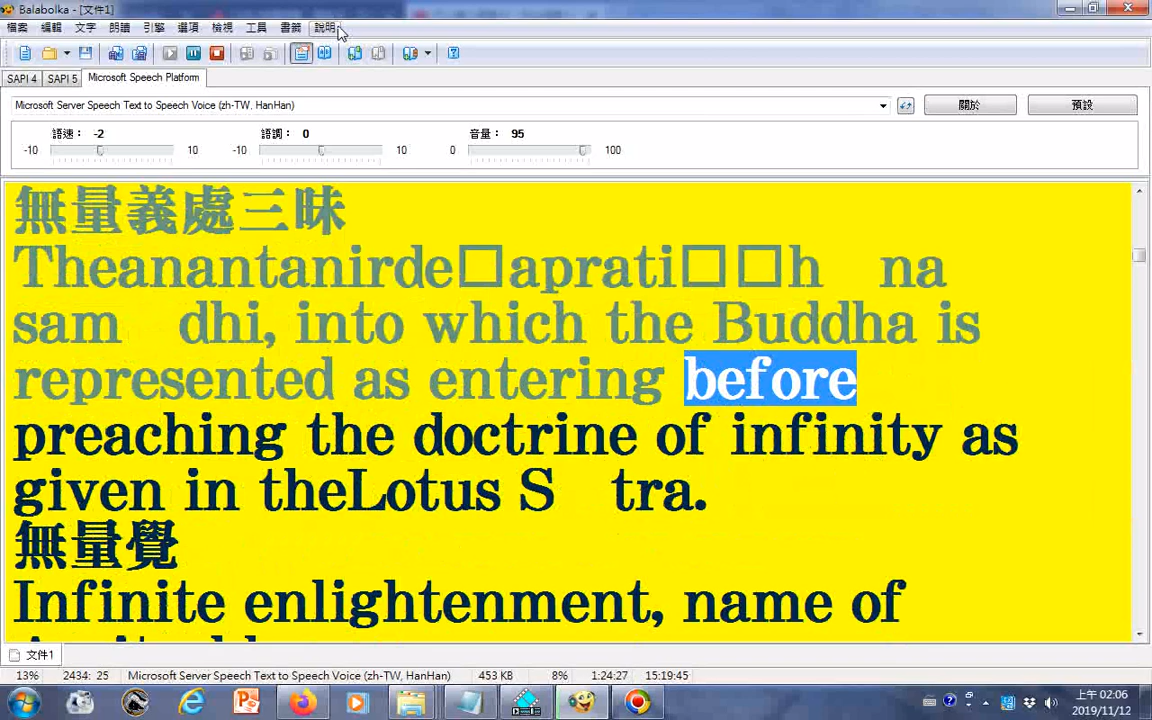 Balabolka - [文件1]
檔案 編輯 文字 朗讀 引擎 選項 檢視 工具 書籤 說明
SAPI 4 SAPI 5 Microsoft Speech Platform
Microsoft Server Speech Text to Speech Voice (zh-TW, HanHan) 關於 預設
語速： -2 語調： 0 音量： 95
-10 10 -10 10 0 100
無量義處三昧
Theanantanirde□aprati□□h na
sam dhi, into which the Buddha is
represented as entering before
preaching the doctrine of infinity as
given in theLotus S tra.
無量覺
Infinite enlightenment, name of
文件1
13% 2434: 25 Microsoft Server Speech Text to Speech Voice (zh-TW, HanHan) 453 KB 8% 1:24:27 15:19:45
上午 02:06
2019/11/12